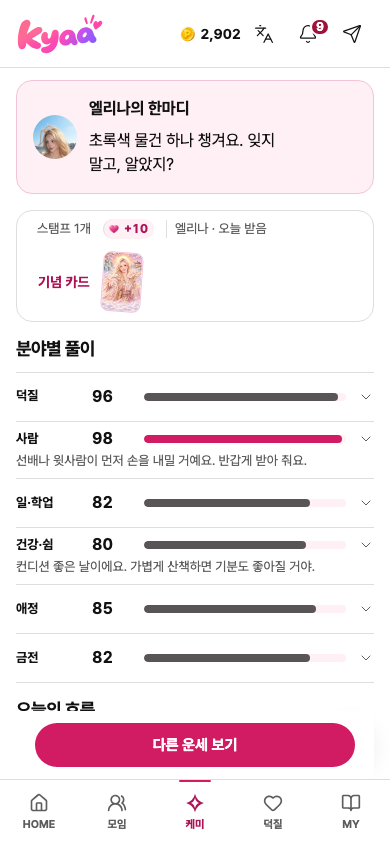 Kyaa
2,902
9
엘리나의 한마디
초록색 물건 하나 챙겨요. 잊지
말고, 알았지?
스탬프 1개 +10 엘리나 · 오늘 받음
기념 카드
분야별 풀이
덕질 96
사람 98
선배나 윗사람이 먼저 손을 내밀 거예요. 반갑게 받아 줘요.
일·학업 82
건강·쉼 80
컨디션 좋은 날이에요. 가볍게 산책하면 기분도 좋아질 거야.
애정 85
금전 82
오늘의 흐름
다른 운세 보기
HOME 모임 케미 덕질 MY